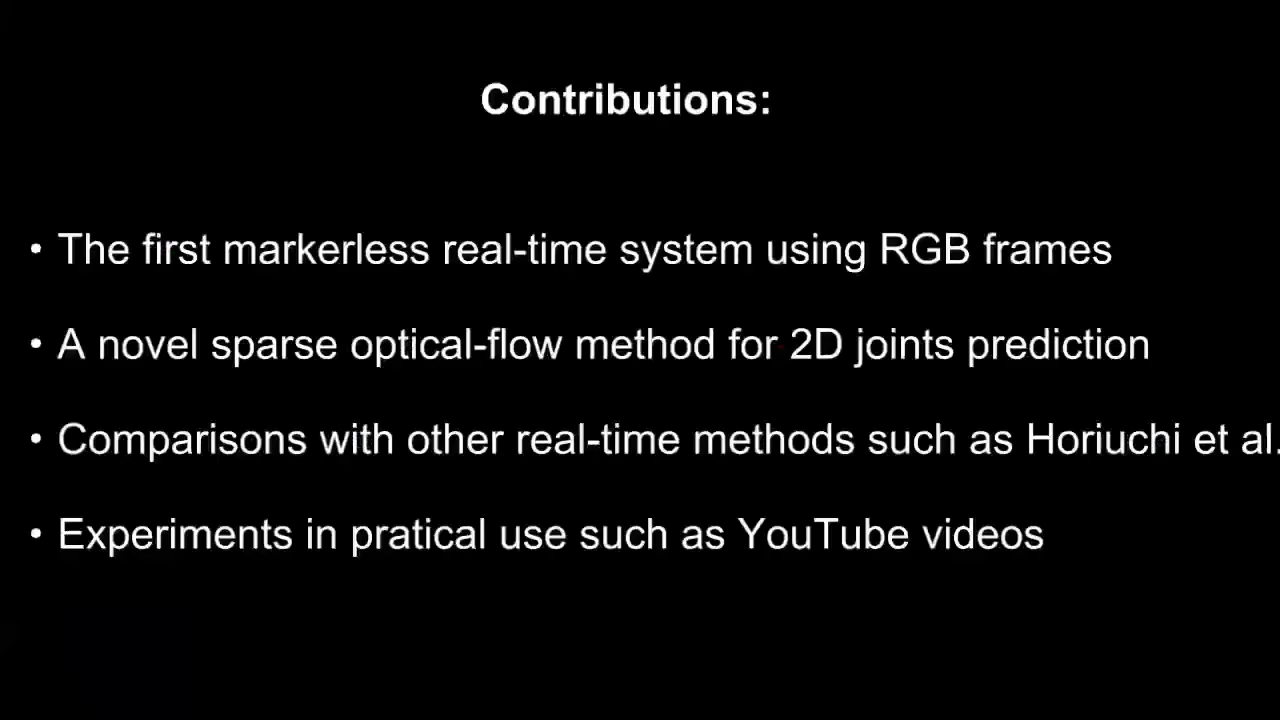 Contributions:
• The first markerless real-time system using RGB frames
• A novel sparse optical-flow method for 2D joints prediction
• Comparisons with other real-time methods such as Horiuchi et al.
• Experiments in pratical use such as YouTube videos